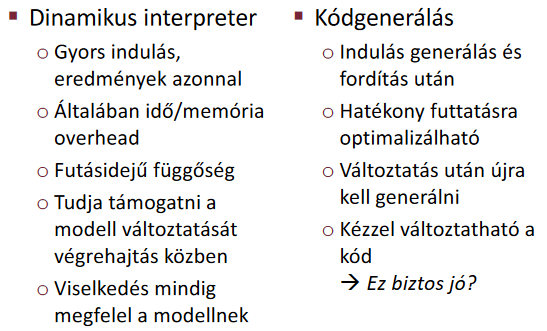 ▪ Dinamikus interpreter
o Gyors indulás,
eredmények azonnal
o Általában idő/memória
overhead
o Futásidejű függőség
o Tudja támogatni a
modell változtatását
végrehajtás közben
o Viselkedés mindig
megfelel a modellnek
▪ Kódgenerálás
o Indulás generálás és
fordítás után
o Hatékony futtatásra
optimalizálható
o Változtatás után újra
kell generálni
o Kézzel változtatható a
kód
→ Ez biztos jó?